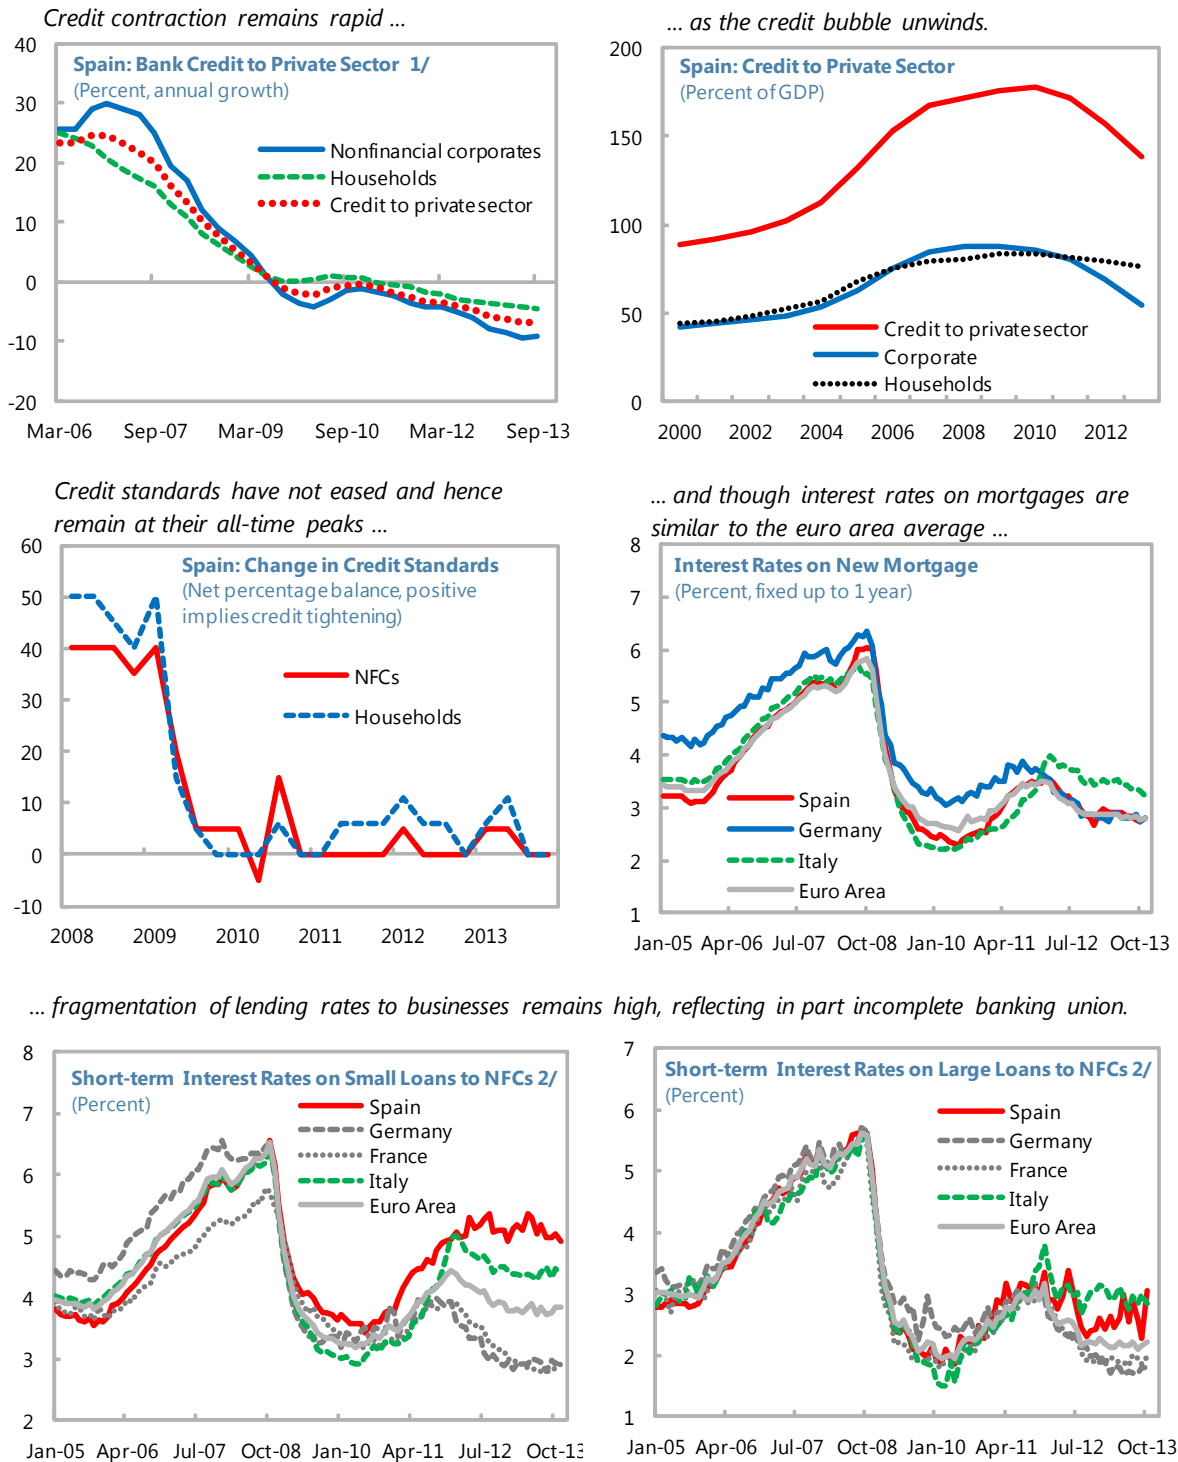 Credit contraction remains rapid ...
40
30
20
10
0
-10
-20
Spain: Bank Credit to Private Sector 1/
(Percent, annual growth)
Nonfinancial corporates
Households
Credit to private sector
Mar-06 Sep-07 Mar-09 Sep-10 Mar-12 Sep-13
... as the credit bubble unwinds.
200
150
100
50
0
Spain: Credit to Private Sector
(Percent of GDP)
Credit to private sector
Corporate
Households
2000 2002 2004 2006 2008 2010 2012
Credit standards have not eased and hence
remain at their all-time peaks ...
60
50
40
30
20
10
0
-10
Spain: Change in Credit Standards
(Net percentage balance, positive
implies credit tightening)
NFCs
Households
2008 2009 2010 2011 2012 2013
... and though interest rates on mortgages are
similar to the euro area average ...
8
7
6
5
4
3
2
1
Interest Rates on New Mortgage
(Percent, fixed up to 1 year)
Spain
Germany
Italy
Euro Area
Jan-05 Apr-06 Jul-07 Oct-08 Jan-10 Apr-11 Jul-12 Oct-13
... fragmentation of lending rates to businesses remains high, reflecting in part incomplete banking union.
8
7
6
5
4
3
2
Short-term Interest Rates on Small Loans to NFCs 2/
(Percent)
Spain
Germany
France
Italy
Euro Area
Jan-05 Apr-06 Jul-07 Oct-08 Jan-10 Apr-11 Jul-12 Oct-13
7
6
5
4
3
2
1
Short-term Interest Rates on Large Loans to NFCs 2/
(Percent)
Spain
Germany
France
Italy
Euro Area
Jan-05 Apr-06 Jul-07 Oct-08 Jan-10 Apr-11 Jul-12 Oct-13